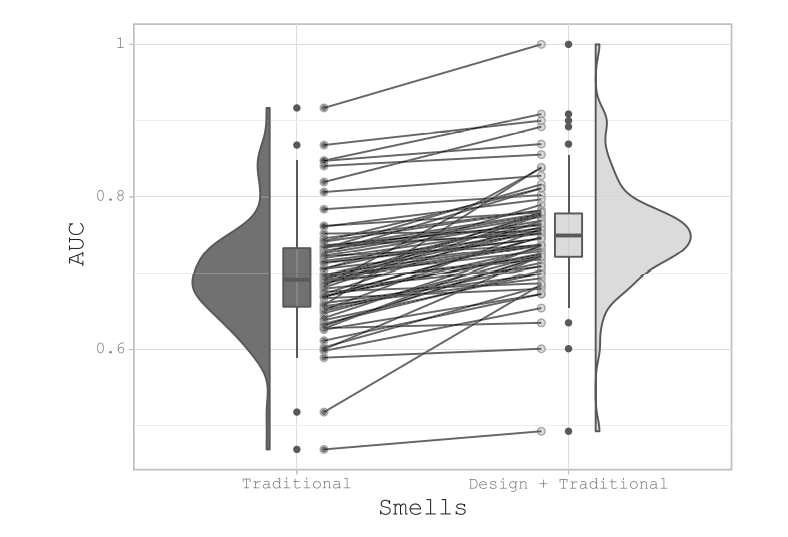 1
0.8
0.6
AUC
Traditional
Design + Traditional
Smells